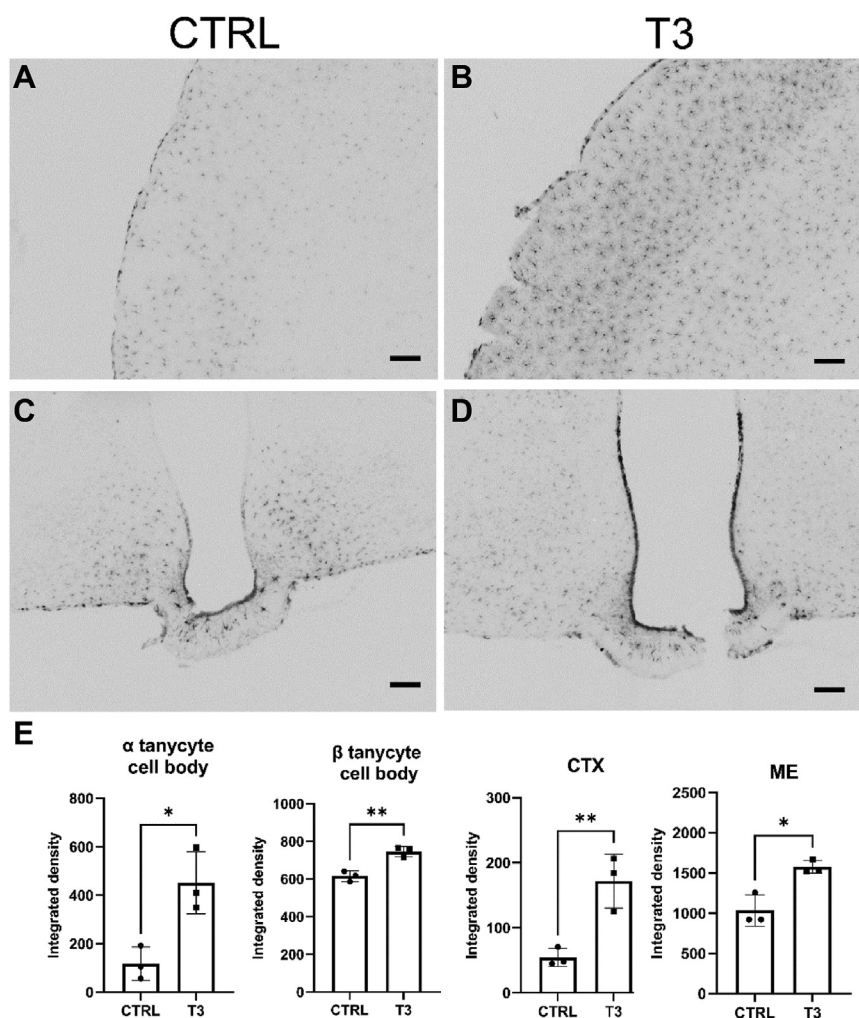 CTRL T3
A B
C D
E
α tanycyte
cell body
Integrated density
800
600
400
200
0
*
CTRL T3
β tanycyte
cell body
Integrated density
1000
800
600
400
200
0
**
CTRL T3
CTX
Integrated density
300
200
100
50
0
**
CTRL T3
ME
Integrated density
2500
2000
1500
1000
500
0
*
CTRL T3